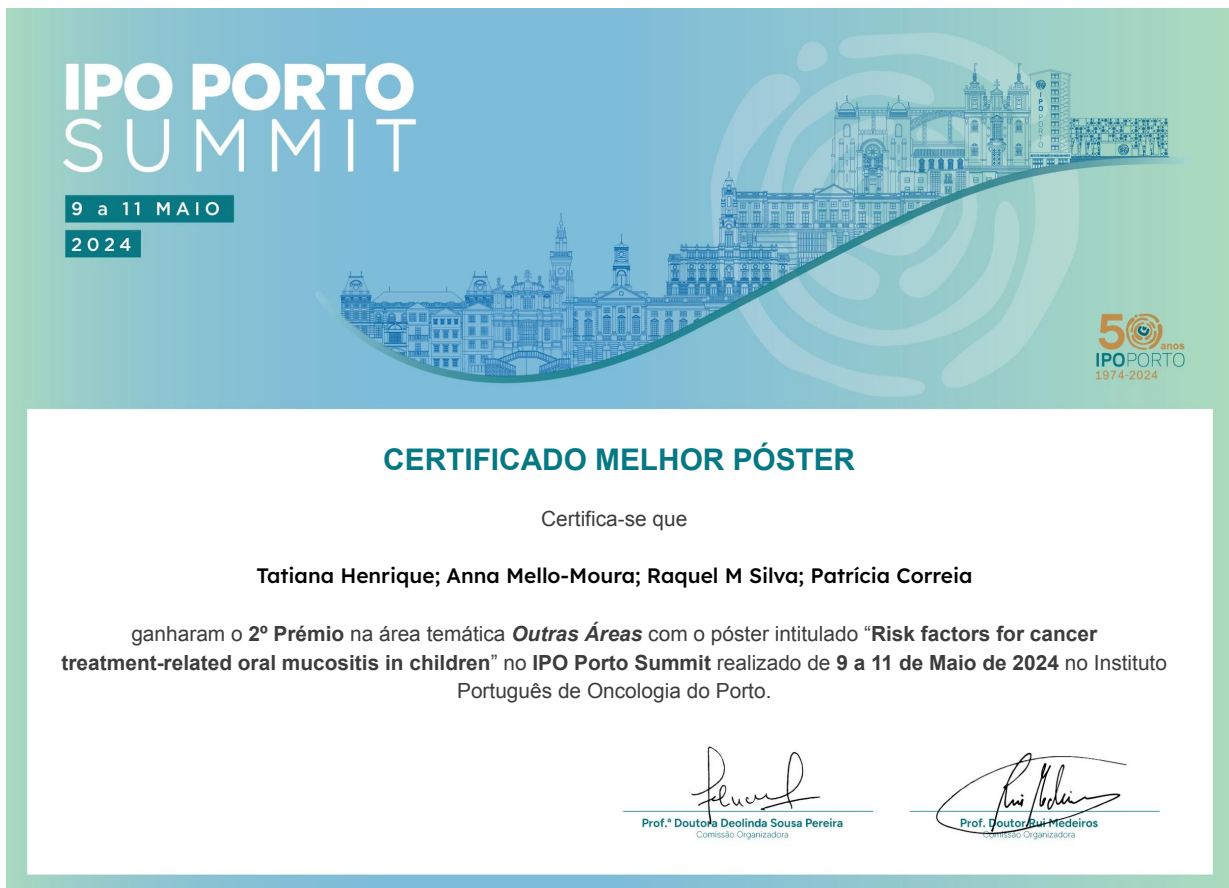 IPO PORTO
SUMMIT
9 a 11 MAIO
2024
IPO PORTO
50 anos
IPOPORTO
1974-2024
CERTIFICADO MELHOR PÓSTER
Certifica-se que
Tatiana Henrique; Anna Mello-Moura; Raquel M Silva; Patrícia Correia
ganharam o 2º Prémio na área temática Outras Áreas com o póster intitulado “Risk factors for cancer
treatment-related oral mucositis in children” no IPO Porto Summit realizado de 9 a 11 de Maio de 2024 no Instituto
Português de Oncologia do Porto.
Rui Medeiros
Prof.ª Doutora Deolinda Sousa Pereira
Comissão Organizadora
Prof. Doutor Rui Medeiros
Comissão Organizadora